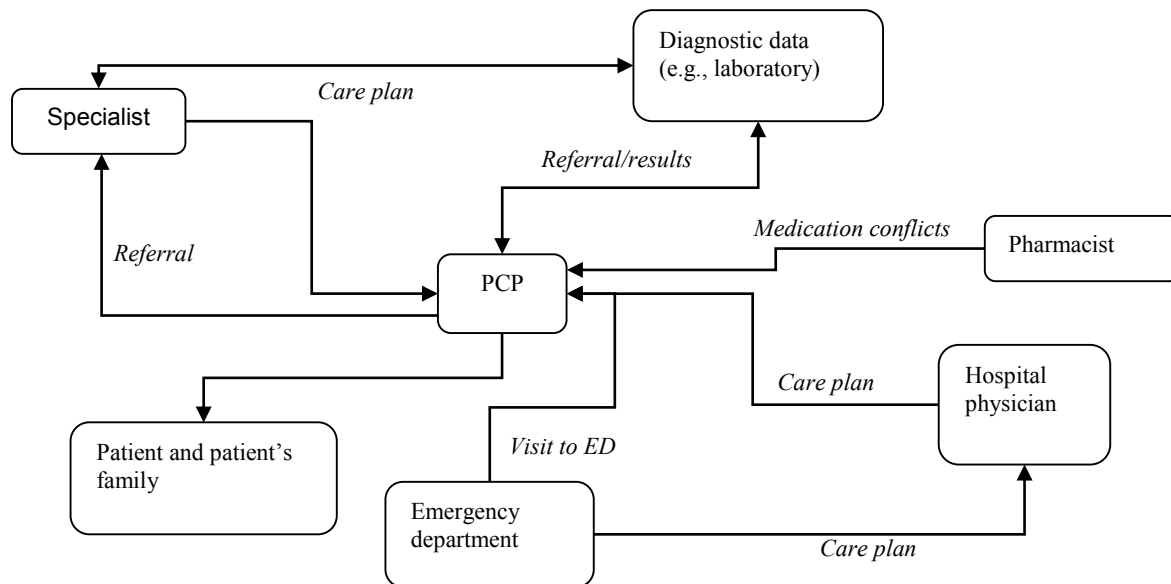 Diagnostic data
(e.g., laboratory)
Care plan
Specialist
Referral/results
Medication conflicts
Pharmacist
Referral
PCP
Care plan
Hospital
physician
Patient and patient’s
family
Visit to ED
Emergency
department
Care plan